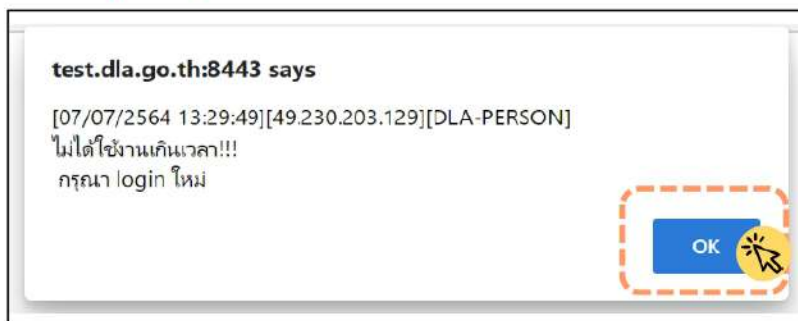 test.dla.go.th:8443 says
[07/07/2564 13:29:49][49.230.203.129][DLA-PERSON]
ไม่ได้ใช้งานเกินเวลา!!!
กรุณา login ใหม่
OK